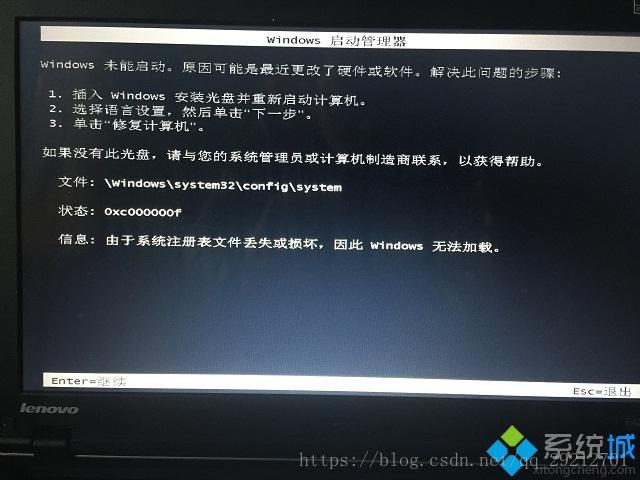 Windows 启动管理器
Windows 未能启动。原因可能是最近更改了硬件或软件。解决此问题的步骤:
1. 插入 Windows 安装光盘并重新启动计算机。
2. 选择语言设置，然后单击“下一步”。
3. 单击“修复计算机”。
如果没有此光盘，请与您的系统管理员或计算机制造商联系，以获得帮助。
文件: \Windows\system32\config\system
状态: 0xc000000f
信息: 由于系统注册表文件丢失或损坏，因此 Windows 无法加载。
Enter=继续
Esc=退出
lenovo
系统城
xitongcheng.com
https://blog.csdn.net/qq_29212701